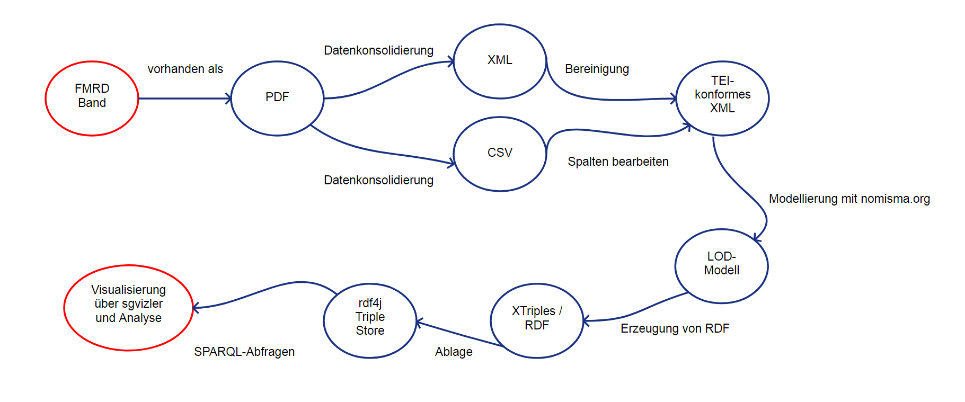 FMRD
Band
vorhanden als
PDF
Datenkonsolidierung
Datenkonsolidierung
XML
CSV
Bereinigung
Spalten bearbeiten
TEI-
konformes
XML
Modellierung mit nomisma.org
LOD-
Modell
Erzeugung von RDF
XTriples /
RDF
Ablage
rdf4j
Triple
Store
SPARQL-Abfragen
Visualisierung
über sgvizler
und Analyse